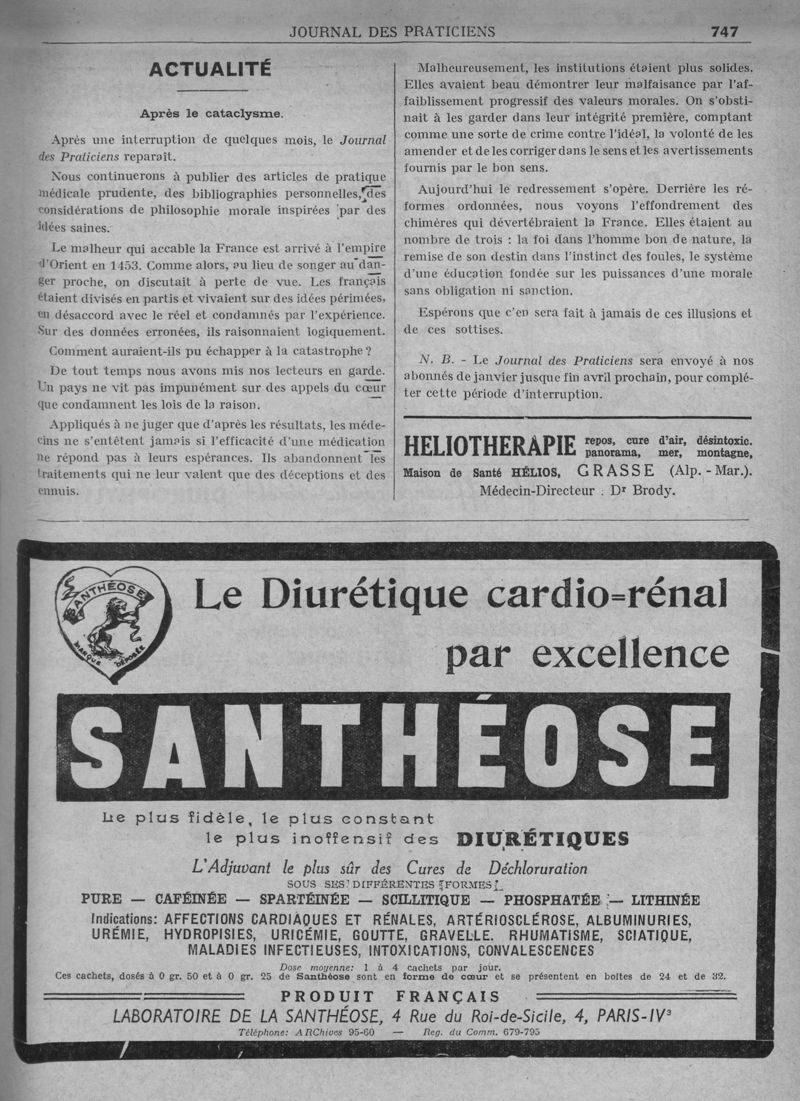 JOURNAL DES PRATICIENS 747
ACTUALITÉ
Après le cataclysme.
Après une interruption de quelques mois, le Journal
des Praticiens reparaît.
Nous continuerons à publier des articles de pratique
médicale prudente, des bibliographies personnelles, des
considérations de philosophie morale inspirées par des
idées saines.
Le malheur qui accable la France est arrivé à l'empire
d'Orient en 1453. Comme alors, au lieu de songer au dan-
ger proche, on discutait à perte de vue. Les français
étaient divisés en partis et vivaient sur des idées périmées,
en désaccord avec le réel et condamnés par l'expérience.
Sur des données erronées, ils raisonnaient logiquement.
Comment auraient-ils pu échapper à la catastrophe ?
De tout temps nous avons mis nos lecteurs en garde.
Un pays ne vit pas impunément sur des appels du cœur
que condamnent les lois de la raison.
Appliqués à ne juger que d'après les résultats, les méde-
cins ne s'entêtent jamais si l'efficacité d'une médication
ne répond pas à leurs espérances. Ils abandonnent les
traitements qui ne leur valent que des déceptions et des
ennuis.
Malheureusement, les institutions étaient plus solides.
Elles avaient beau démontrer leur malfaisance par l'af-
faiblissement progressif des valeurs morales. On s'obsti-
nait à les garder dans leur intégrité première, comptant
comme une sorte de crime contre l'idéal, la volonté de les
amender et de les corriger dans le sens et les avertissements
fournis par le bon sens.
Aujourd'hui le redressement s'opère. Derrière les ré-
formes ordonnées, nous voyons l'effondrement des
chimères qui dévertébraient la France. Elles étaient au
nombre de trois : la foi dans l'homme bon de nature, la
remise de son destin dans l'instinct des foules, le système
d'une éducation fondée sur les puissances d'une morale
sans obligation ni sanction.
Espérons que c'en sera fait à jamais de ces illusions et
de ces sottises.
N. B. - Le Journal des Praticiens sera envoyé à nos
abonnés de janvier jusque fin avril prochain, pour complé-
ter cette période d'interruption.
HELIOTHERAPIE repos, cure d'air, désintoxic.
panorama, mer, montagne,
Maison de Santé HÉLIOS, GRASSE (Alp. - Mar.).
Médecin-Directeur : Dr Brody.
SANTHÉOSE
MARQUE DÉPOSÉE
Le Diurétique cardio=rénal
par excellence
SANTHÉOSE
Le plus fidèle, le plus constant
le plus inoffensif des DIURÉTIQUES
L'Adjuvant le plus sûr des Cures de Déchloruration
SOUS SES DIFFÉRENTES FORMES
PURE — CAFÉINÉE — SPARTÉINÉE — SCILLITIQUE — PHOSPHATÉE — LITHINÉE
Indications: AFFECTIONS CARDIAQUES ET RÉNALES, ARTÉRIOSCLÉROSE, ALBUMINURIES,
URÉMIE, HYDROPISIES, URICÉMIE, GOUTTE, GRAVELLE. RHUMATISME, SCIATIQUE,
MALADIES INFECTIEUSES, INTOXICATIONS, CONVALESCENCES
Dose moyenne: 1 à 4 cachets par jour.
Ces cachets, dosés à 0 gr. 50 et à 0 gr. 25 de Santhéose sont en forme de cœur et se présentent en boîtes de 24 et de 32.
PRODUIT FRANÇAIS
LABORATOIRE DE LA SANTHÉOSE, 4 Rue du Roi-de-Sicile, 4, PARIS-IVᵉ
Téléphone: ARChives 95-60 — Reg. du Comm. 679-795